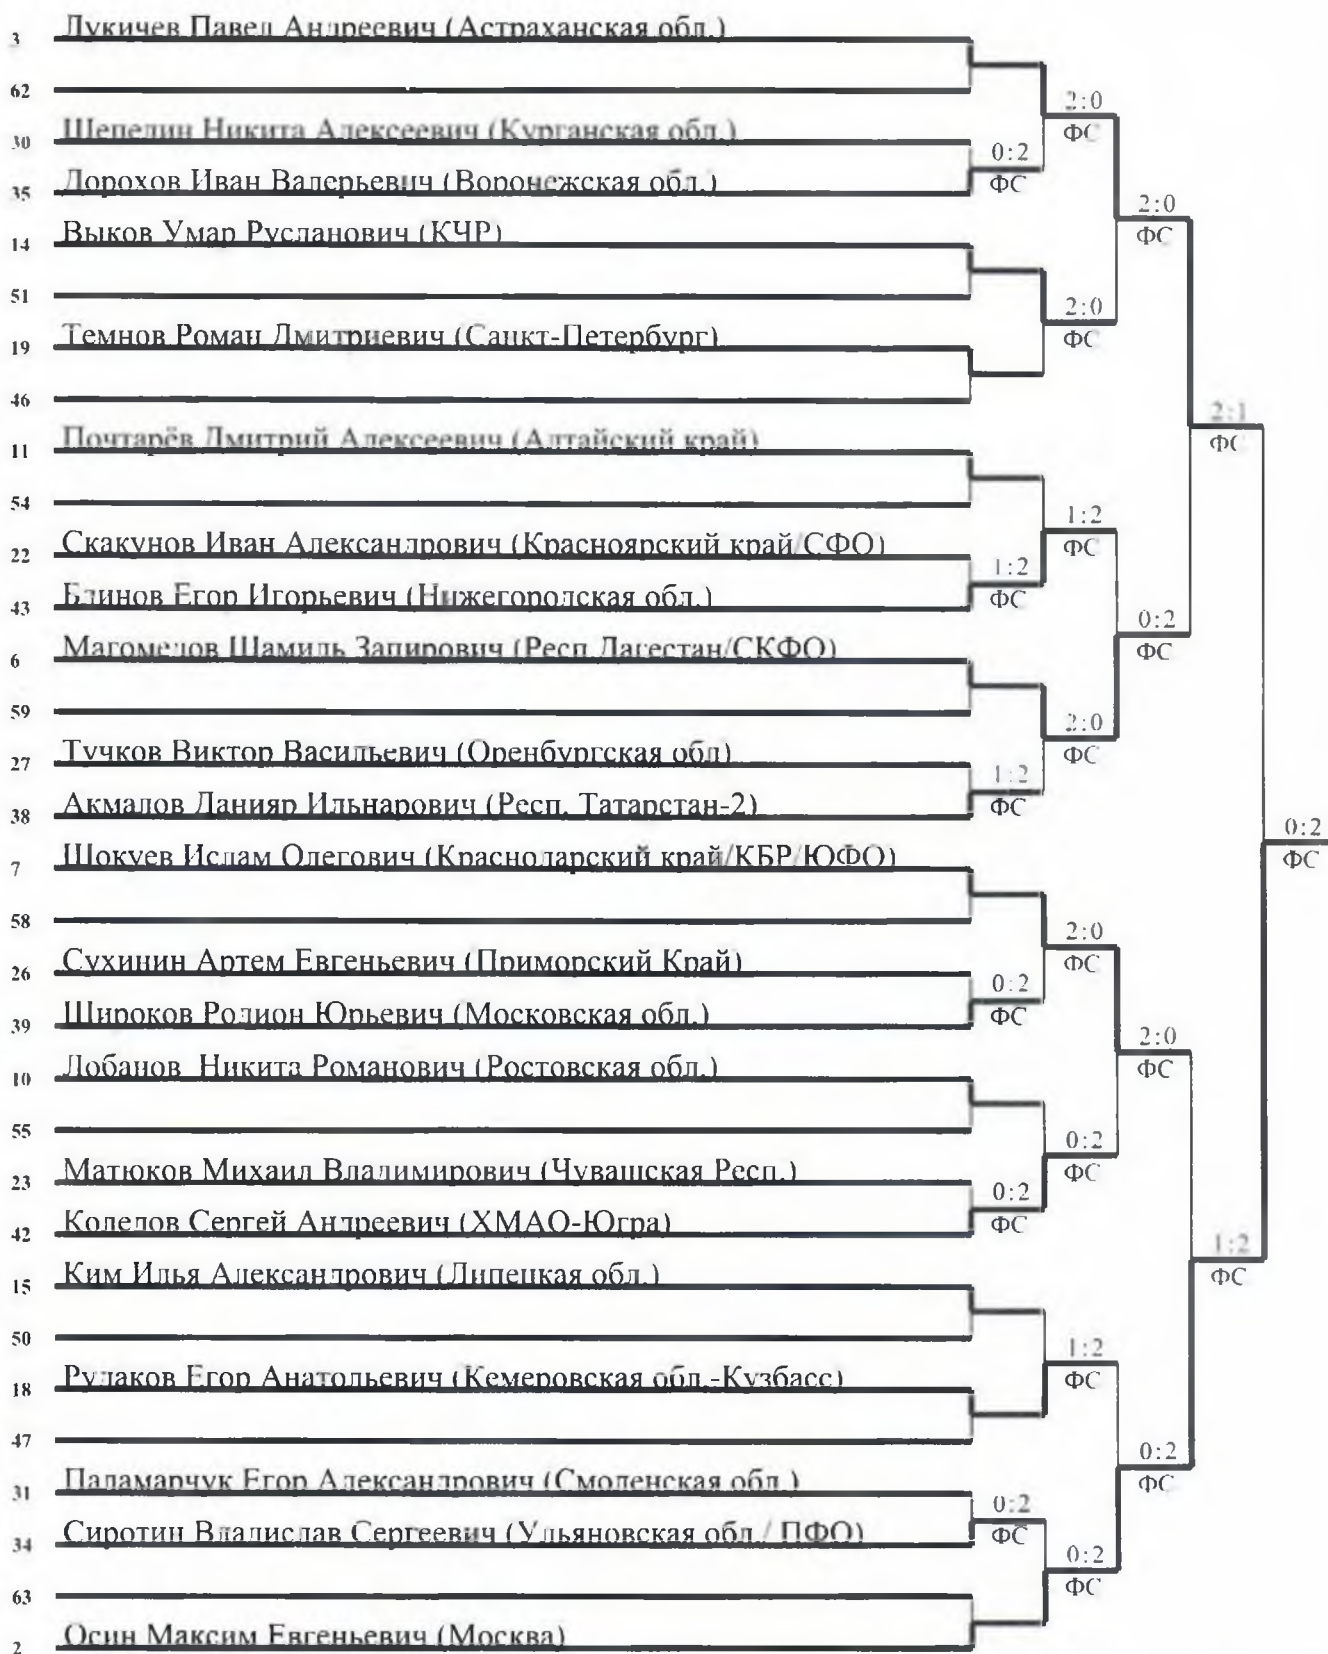 3 Лукичев Павел Андреевич (Астраханская обл.)
62
2:0
ФС
30 Шепелин Никита Алексеевич (Курганская обл.)
0:2
ФС
35 Дорохов Иван Валерьевич (Воронежская обл.)
2:0
ФС
14 Выков Умар Русланович (КЧР)
51
2:0
ФС
19 Темнов Роман Дмитриевич (Санкт-Петербург)
46
2:1
ФС
11 Почтарёв Дмитрий Алексеевич (Алтайский край)
54
1:2
ФС
22 Скакунов Иван Александрович (Красноярский край/СФО)
1:2
ФС
43 Блинов Егор Игорьевич (Нижегородская обл.)
0:2
ФС
6 Магомедов Шамиль Запирович (Респ Дагестан/СКФО)
59
2:0
ФС
27 Тучков Виктор Васильевич (Оренбургская обл)
1:2
ФС
38 Акмалов Данияр Ильнарович (Респ. Татарстан-2)
0:2
ФС
7 Шокуев Ислам Олегович (Краснодарский край/КБР/ЮФО)
58
2:0
ФС
26 Сухинин Артем Евгеньевич (Приморский Край)
0:2
ФС
39 Широков Родион Юрьевич (Московская обл.)
2:0
ФС
10 Лобанов Никита Романович (Ростовская обл.)
55
0:2
ФС
23 Матюков Михаил Владимирович (Чувашская Респ.)
0:2
ФС
42 Коледов Сергей Андреевич (ХМАО-Югра)
1:2
ФС
15 Ким Илья Александрович (Липецкая обл.)
50
1:2
ФС
18 Рудаков Егор Анатольевич (Кемеровская обл.-Кузбасс)
47
0:2
ФС
31 Паламарчук Егор Александрович (Смоленская обл.)
0:2
ФС
34 Сиротин Владислав Сергеевич (Ульяновская обл./ ПФО)
0:2
ФС
63
2 Осин Максим Евгеньевич (Москва)